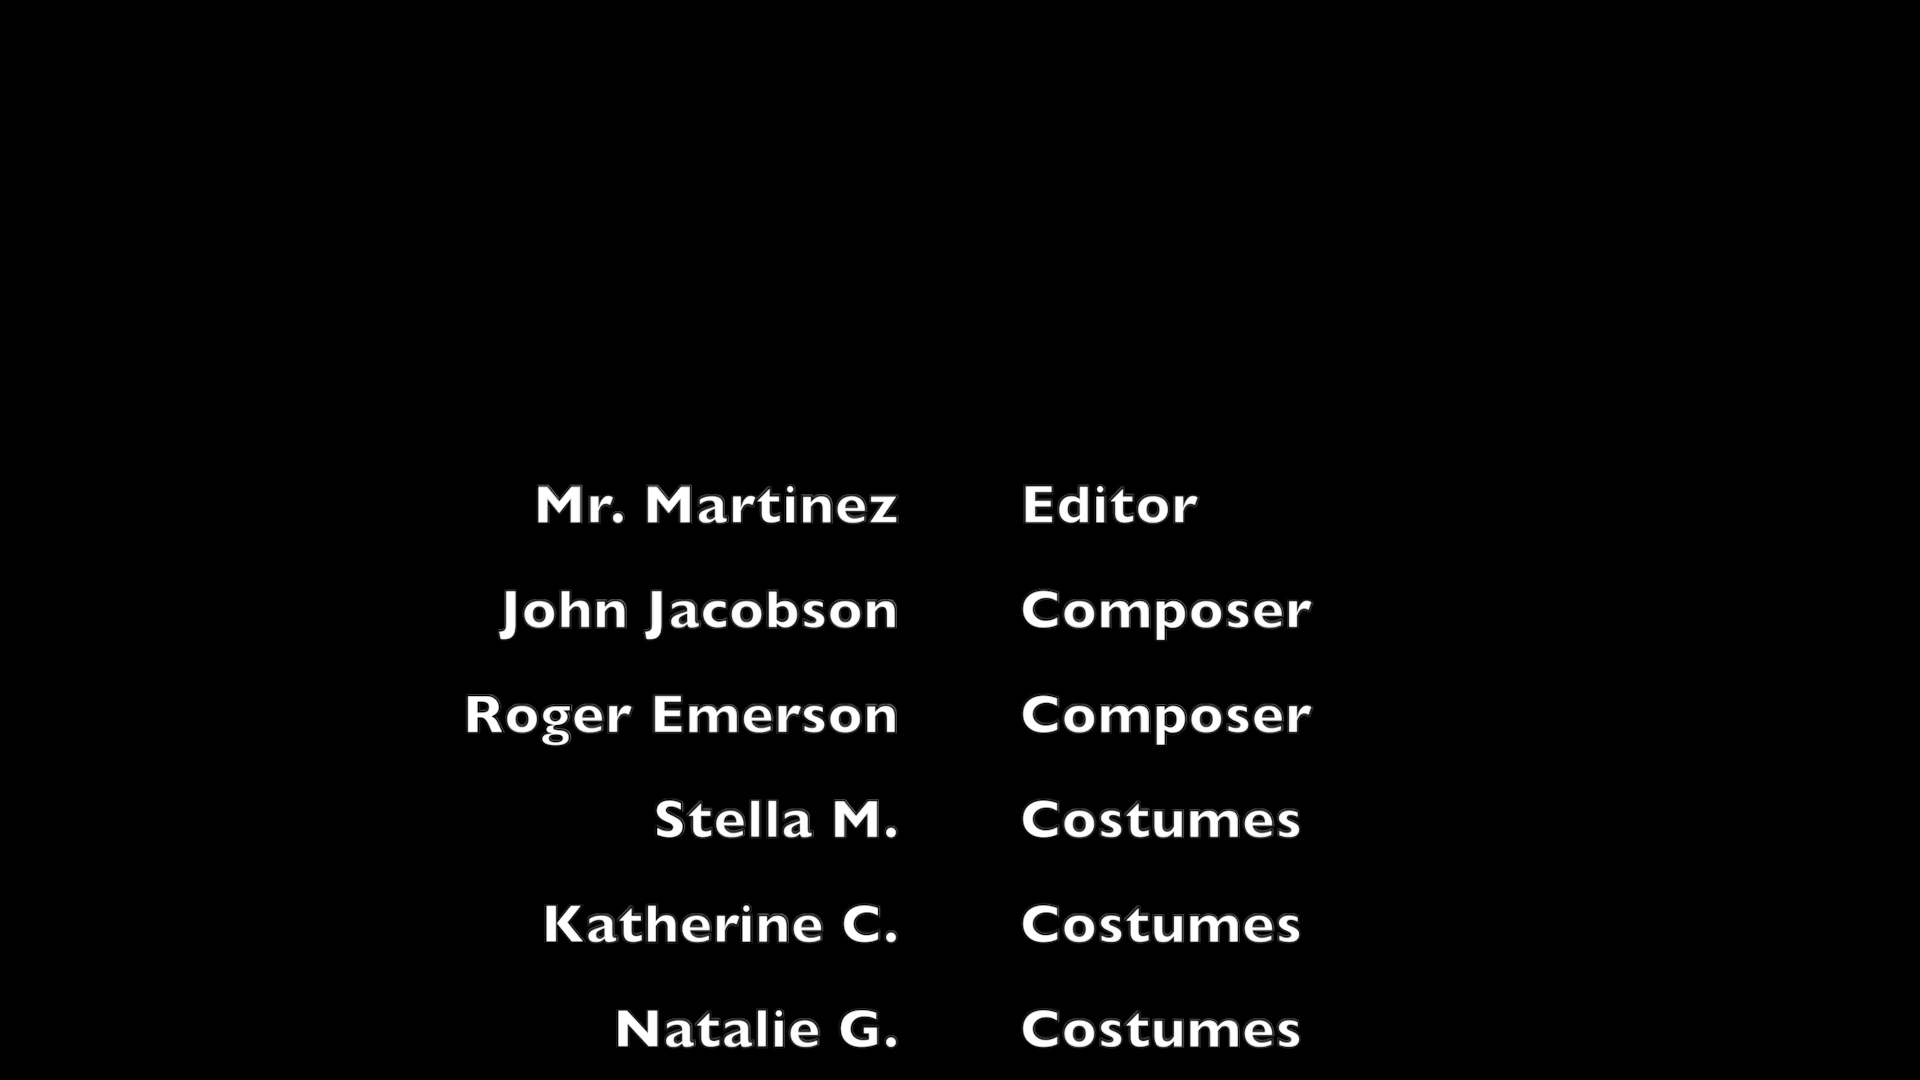 Mr. Martinez Editor
John Jacobson Composer
Roger Emerson Composer
Stella M. Costumes
Katherine C. Costumes
Natalie G. Costumes